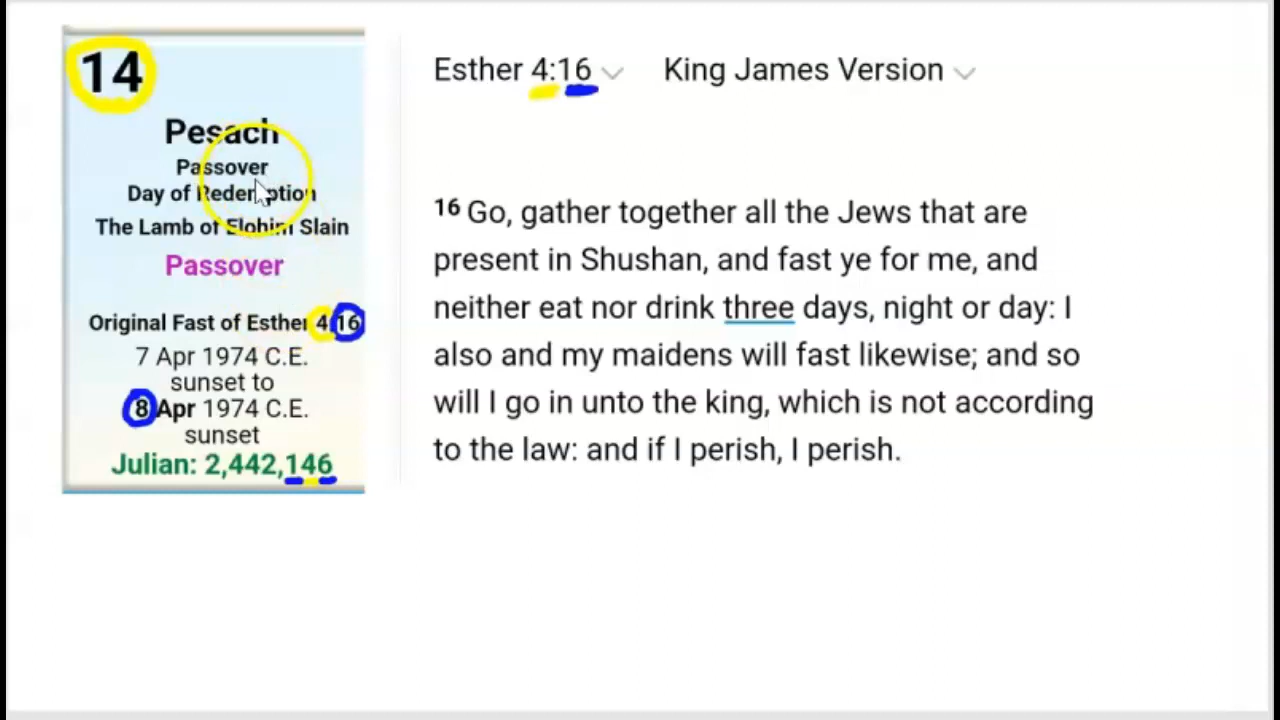 14
Pesach
Passover
Day of Redemption
The Lamb of Elohim Slain
Passover
Original Fast of Esther 4:16
7 Apr 1974 C.E.
sunset to
8 Apr 1974 C.E.
sunset
Julian: 2,442,146
Esther 4:16 King James Version
16 Go, gather together all the Jews that are
present in Shushan, and fast ye for me, and
neither eat nor drink three days, night or day: I
also and my maidens will fast likewise; and so
will I go in unto the king, which is not according
to the law: and if I perish, I perish.